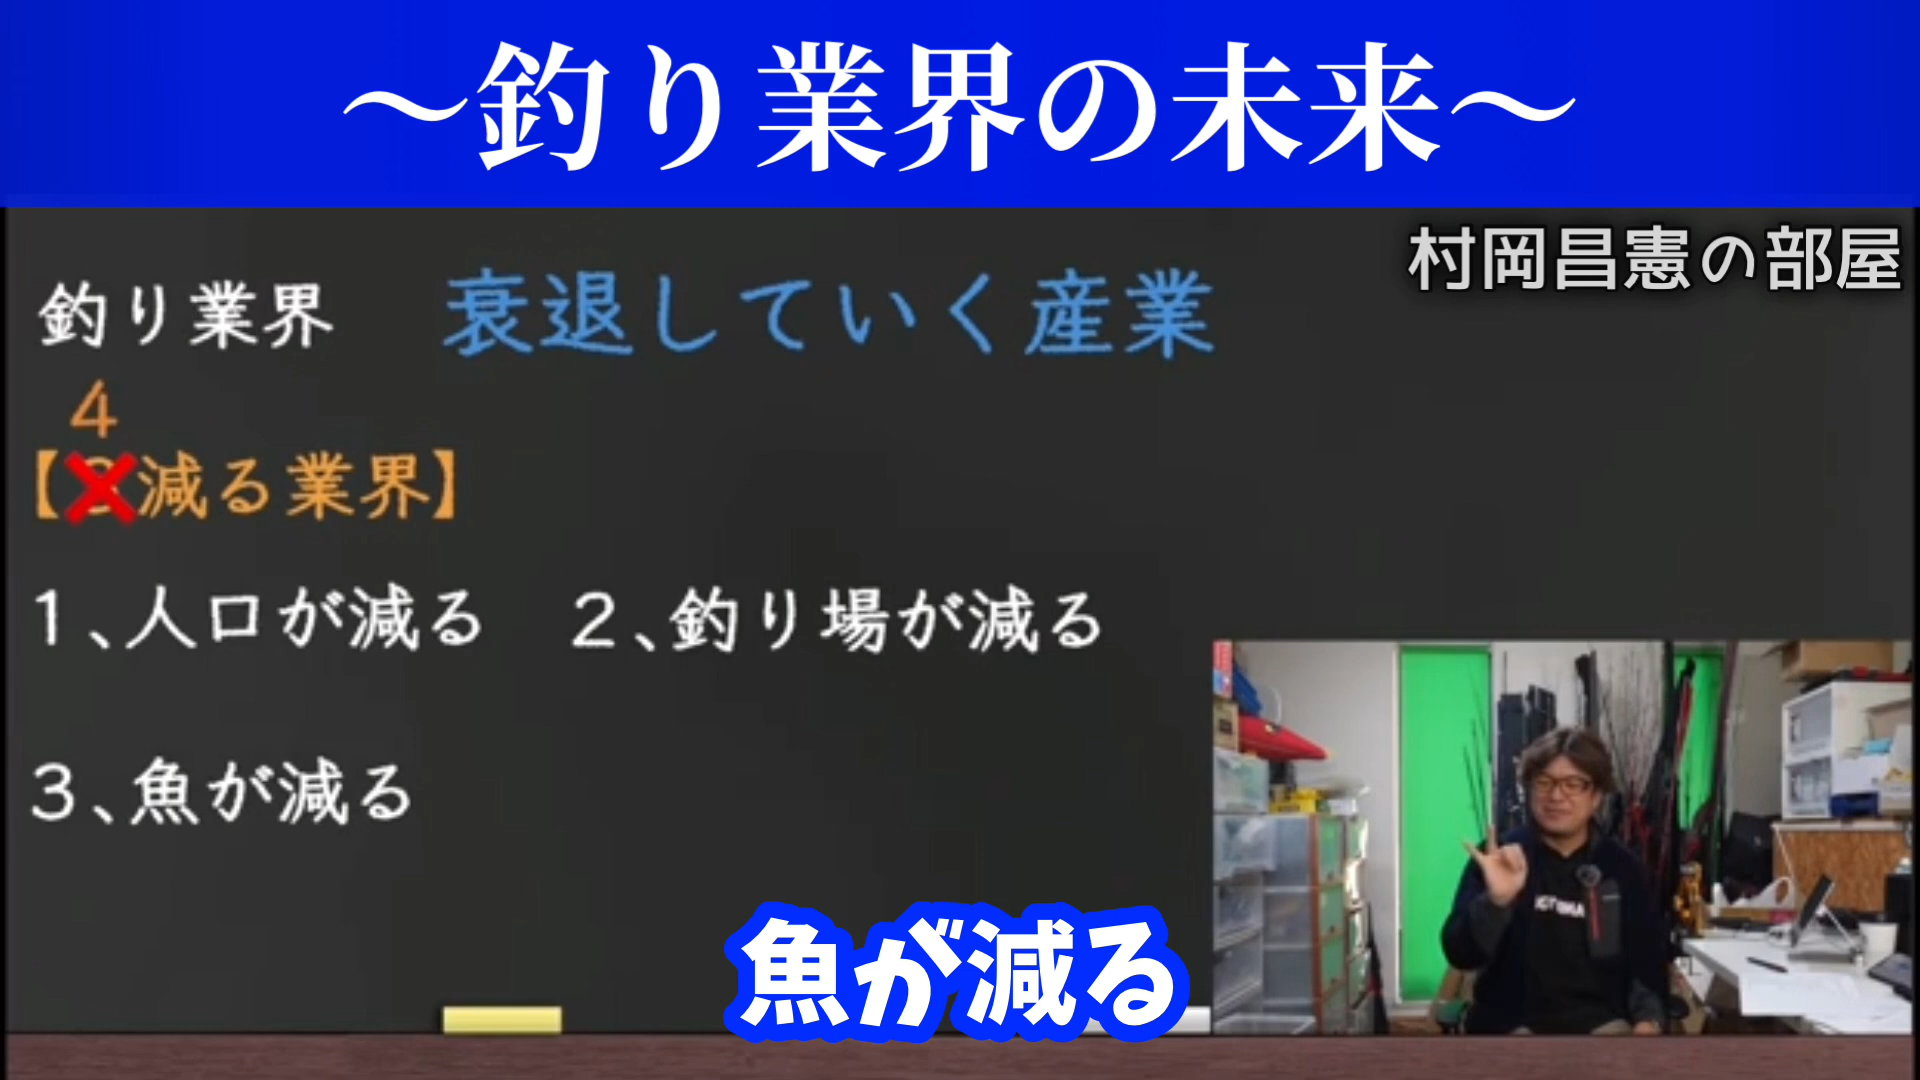 ～釣り業界の未来～
村岡昌憲の部屋
釣り業界 衰退していく産業
4
【減る業界】
１、人口が減る ２、釣り場が減る
３、魚が減る
魚が減る